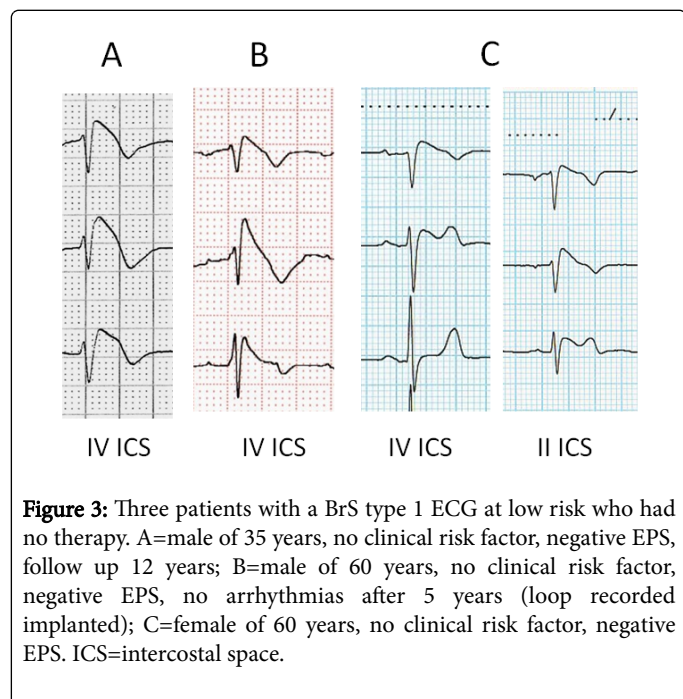 A B C
IV ICS IV ICS IV ICS II ICS
Figure 3: Three patients with a BrS type 1 ECG at low risk who had
no therapy. A=male of 35 years, no clinical risk factor, negative EPS,
follow up 12 years; B=male of 60 years, no clinical risk factor,
negative EPS, no arrhythmias after 5 years (loop recorded
implanted); C=female of 60 years, no clinical risk factor, negative
EPS. ICS=intercostal space.